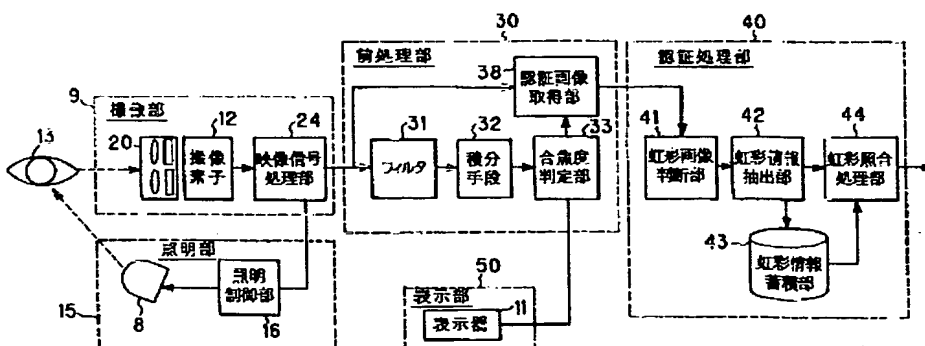 30
前処理部
38
認証画像
取得部
40
認証処理部
9
撮像部
13
20
12
撮像
素子
24
映像信号
処理部
31
フィルタ
32
積分
手段
33
合焦度
判定部
41
虹彩画像
判断部
42
虹彩情報
抽出部
44
虹彩照合
処理部
43
虹彩情報
蓄積部
照明部
15
8
照明
制御部
16
50
表示部
11
表示器